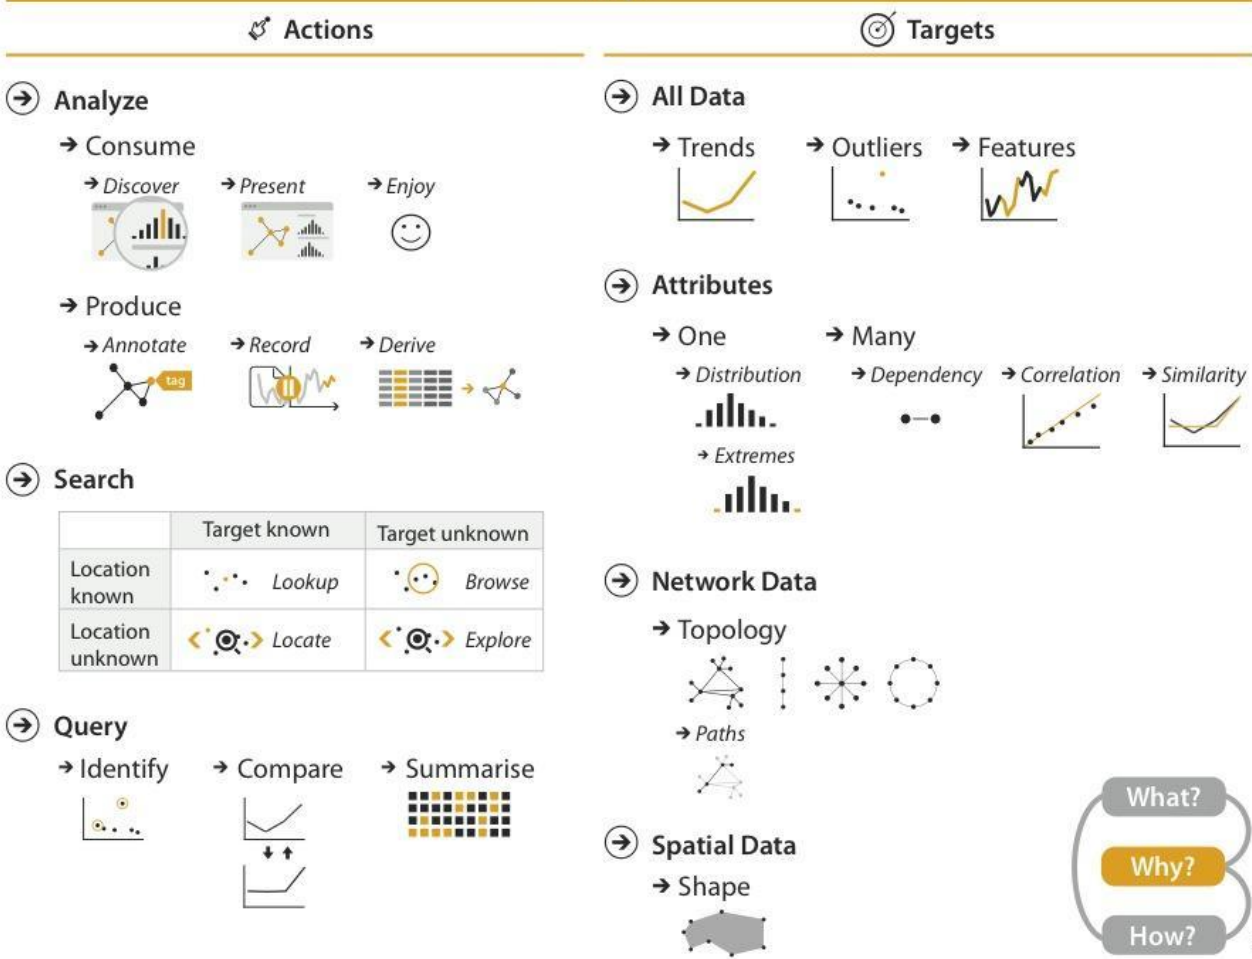 Actions
Analyze
Consume
Discover
Present
Enjoy
Produce
Annotate
tag
Record
Derive
Search
Target known
Target unknown
Location known
Lookup
Browse
Location unknown
Locate
Explore
Query
Identify
Compare
Summarise
Targets
All Data
Trends
Outliers
Features
Attributes
One
Many
Distribution
Dependency
Correlation
Similarity
Extremes
Network Data
Topology
Paths
Spatial Data
Shape
What?
Why?
How?